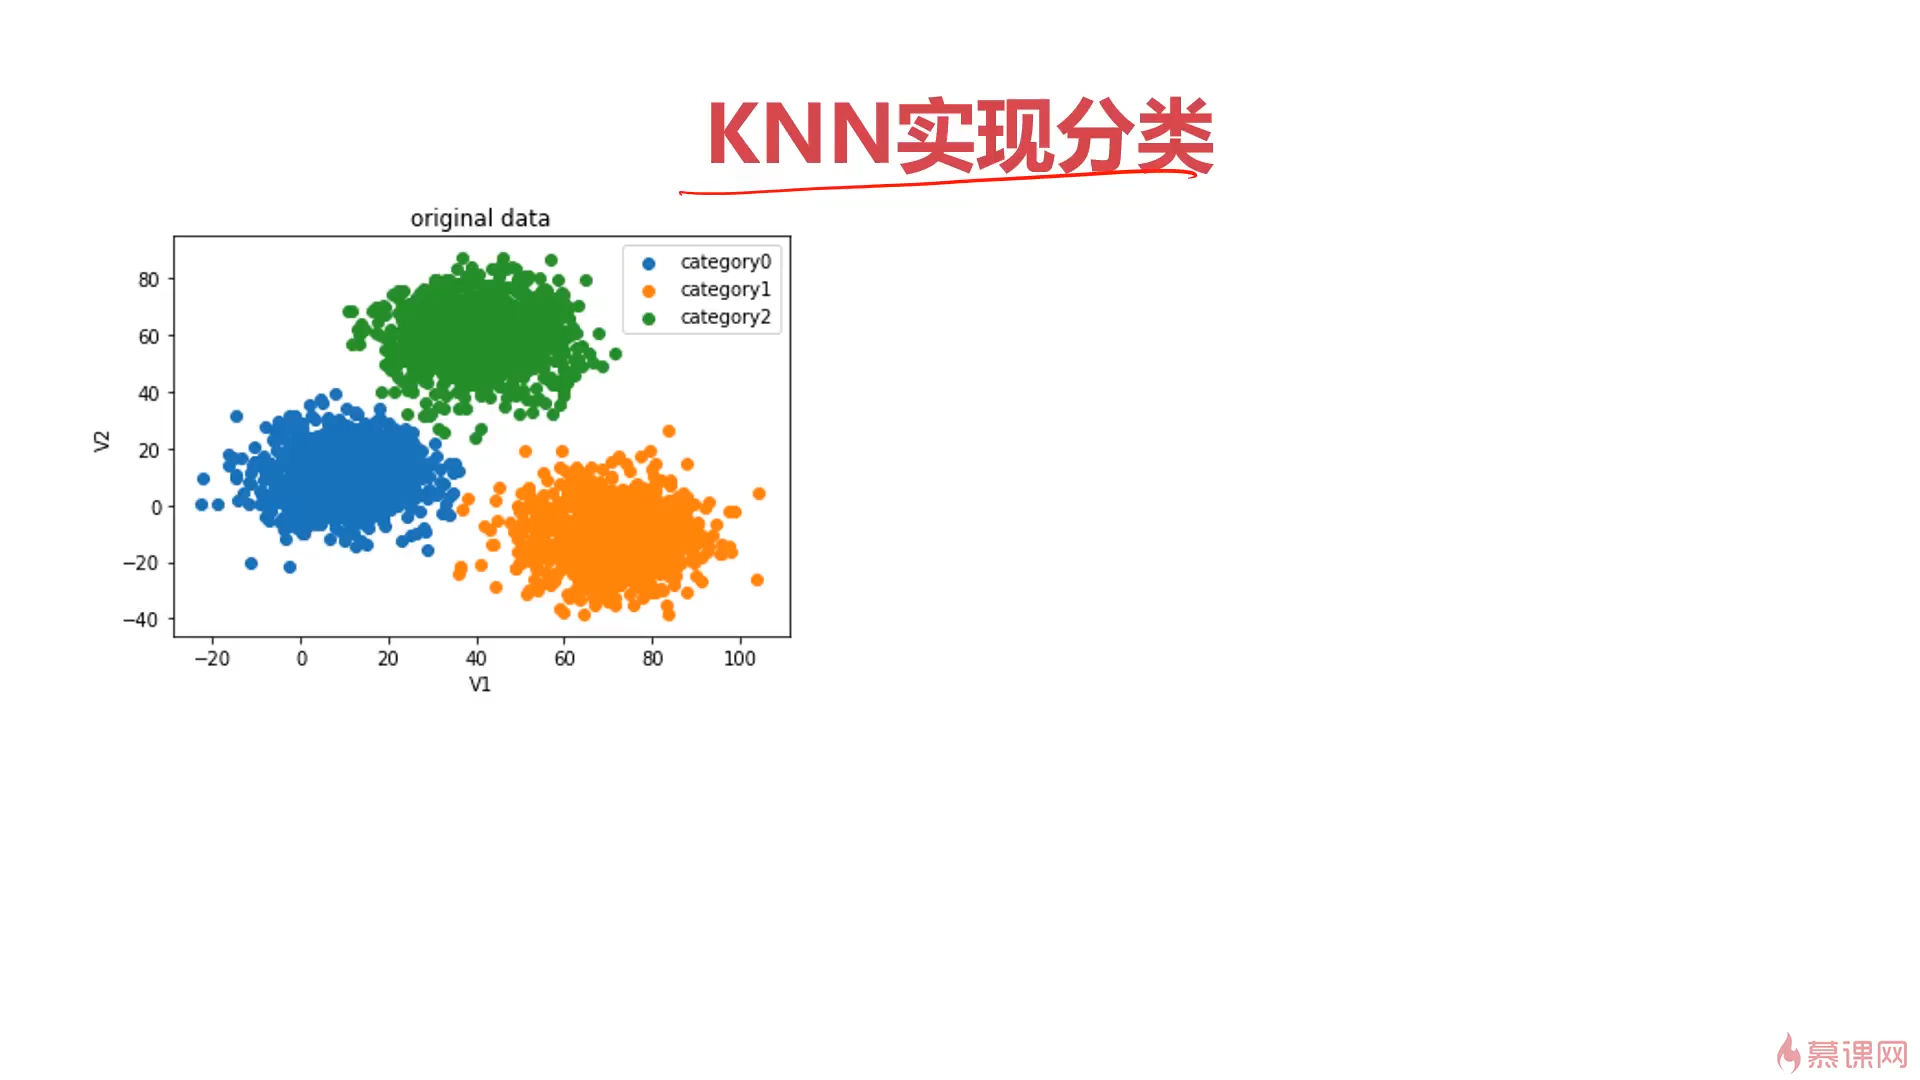 KNN实现分类
original data
category0
category1
category2
80
60
40
20
0
−20
−40
V2
−20 0 20 40 60 80 100
V1
慕课网